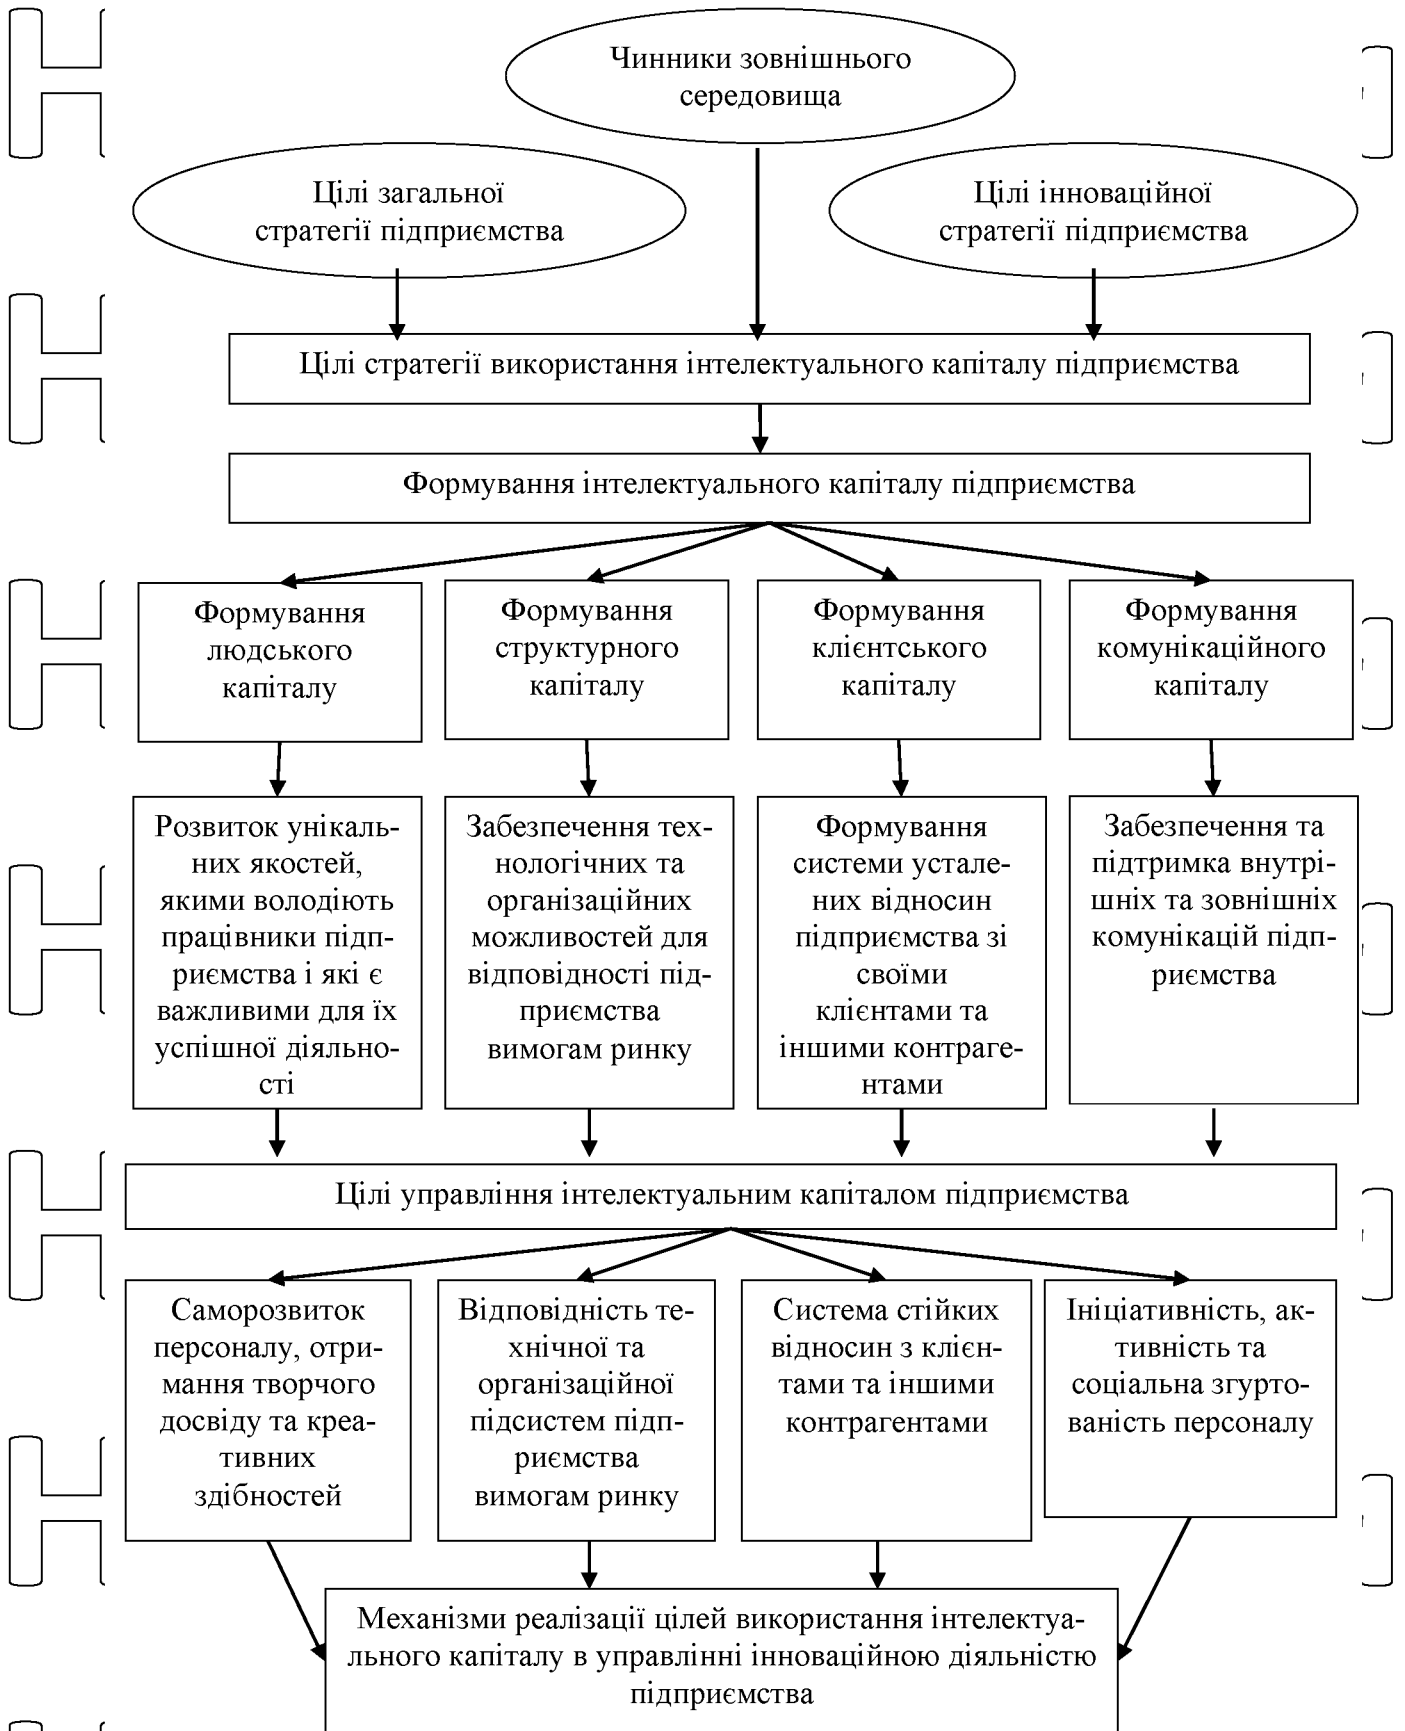 Чинники зовнішнього
середовища
Цілі загальної
стратегії підприємства
Цілі інноваційної
стратегії підприємства
Цілі стратегії використання інтелектуального капіталу підприємства
Формування інтелектуального капіталу підприємства
Формування
людського
капіталу
Формування
структурного
капіталу
Формування
клієнтського
капіталу
Формування
комунікаційного
капіталу
Розвиток унікаль-
них якостей,
якими володіють
працівники підп-
риємства і які є
важливими для їх
успішної діяльно-
сті
Забезпечення тех-
нологічних та
організаційних
можливостей для
відповідності під-
приємства
вимогам ринку
Формування
системи устале-
них відносин
підприємства зі
своїми
клієнтами та
іншими контраге-
нтами
Забезпечення та
підтримка внутрі-
шніх та зовнішніх
комунікацій підп-
риємства
Цілі управління інтелектуальним капіталом підприємства
Саморозвиток
персоналу, отри-
мання творчого
досвіду та креа-
тивних
здібностей
Відповідність те-
хнічної та
організаційної
підсистем підп-
риємства
вимогам ринку
Система стійких
відносин з клієн-
тами та іншими
контрагентами
Ініціативність, ак-
тивність та
соціальна згурто-
ваність персоналу
Механізми реалізації цілей використання інтелектуа-
льного капіталу в управлінні інноваційною діяльністю
підприємства